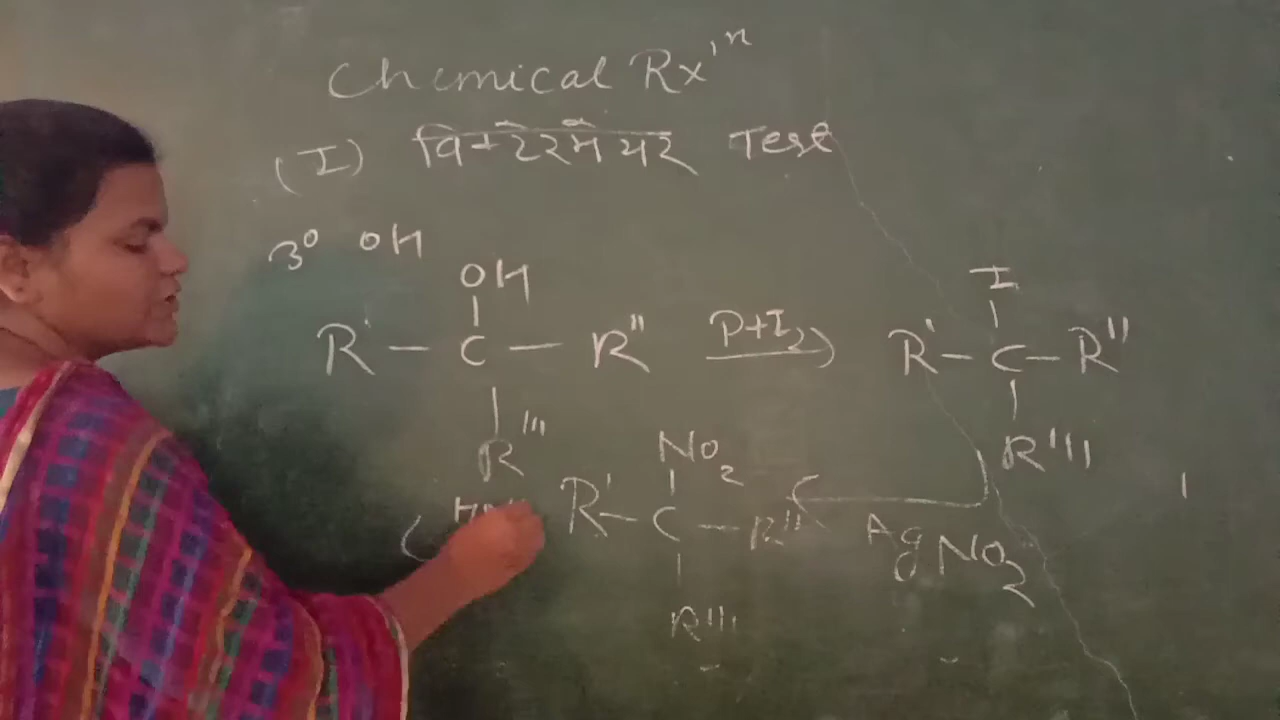 Chemical Rx'n
(I) विक्टरमेयर Test
3° OH
OH
R' - C - R'' P+I2 R' - C - R''
I
R''' R'''
NO2
R' - C - R''' AgNO2
R'''